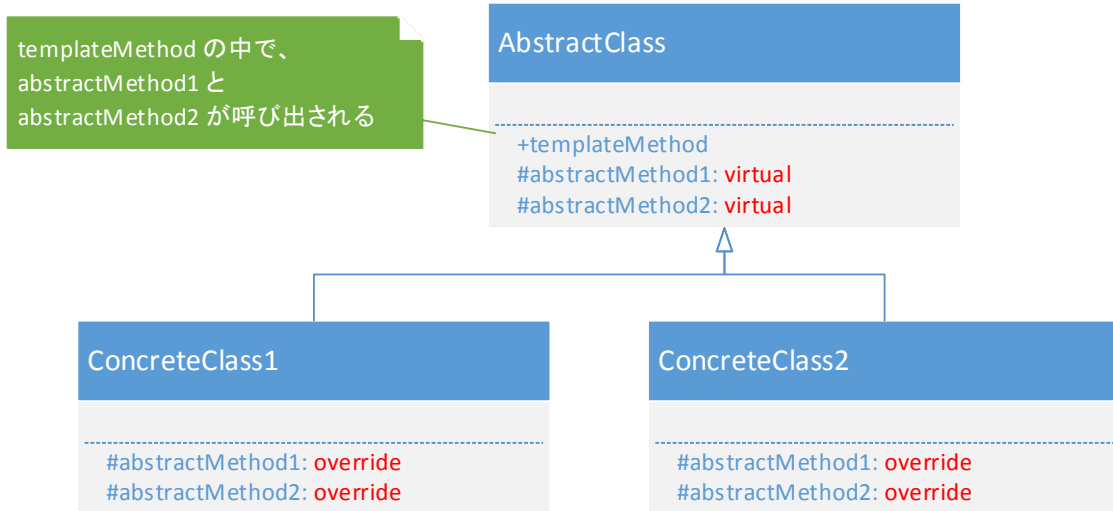 templateMethod の中で、
abstractMethod1 と
abstractMethod2 が呼び出される
AbstractClass
+templateMethod
#abstractMethod1: virtual
#abstractMethod2: virtual
ConcreteClass1
#abstractMethod1: override
#abstractMethod2: override
ConcreteClass2
#abstractMethod1: override
#abstractMethod2: override